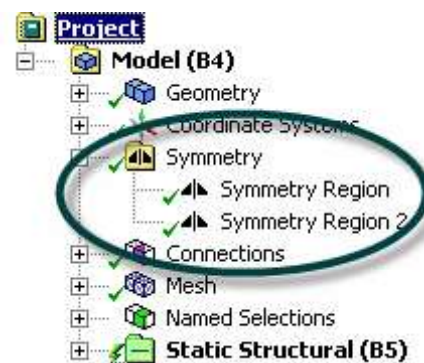 Project
Model (B4)
Geometry
Coordinate Systems
Symmetry
Symmetry Region
Symmetry Region 2
Connections
Mesh
Named Selections
Static Structural (B5)